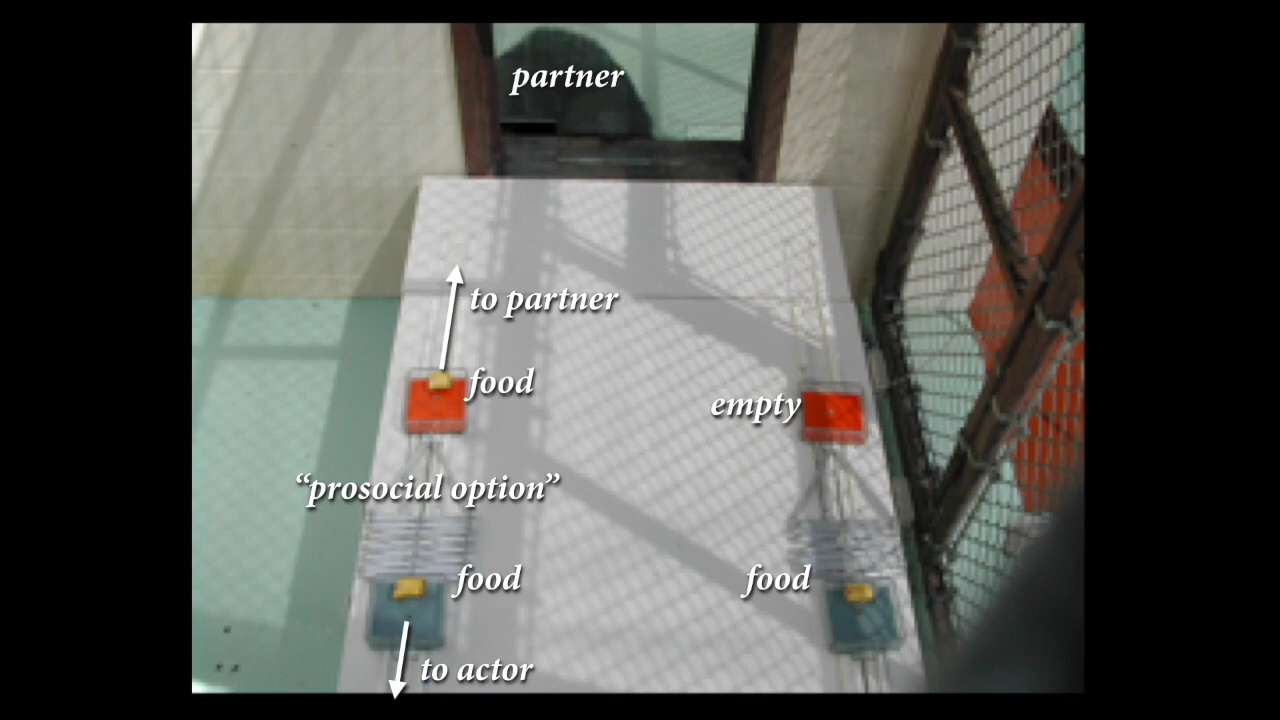 partner
to partner
food
empty
“prosocial option”
food
food
to actor